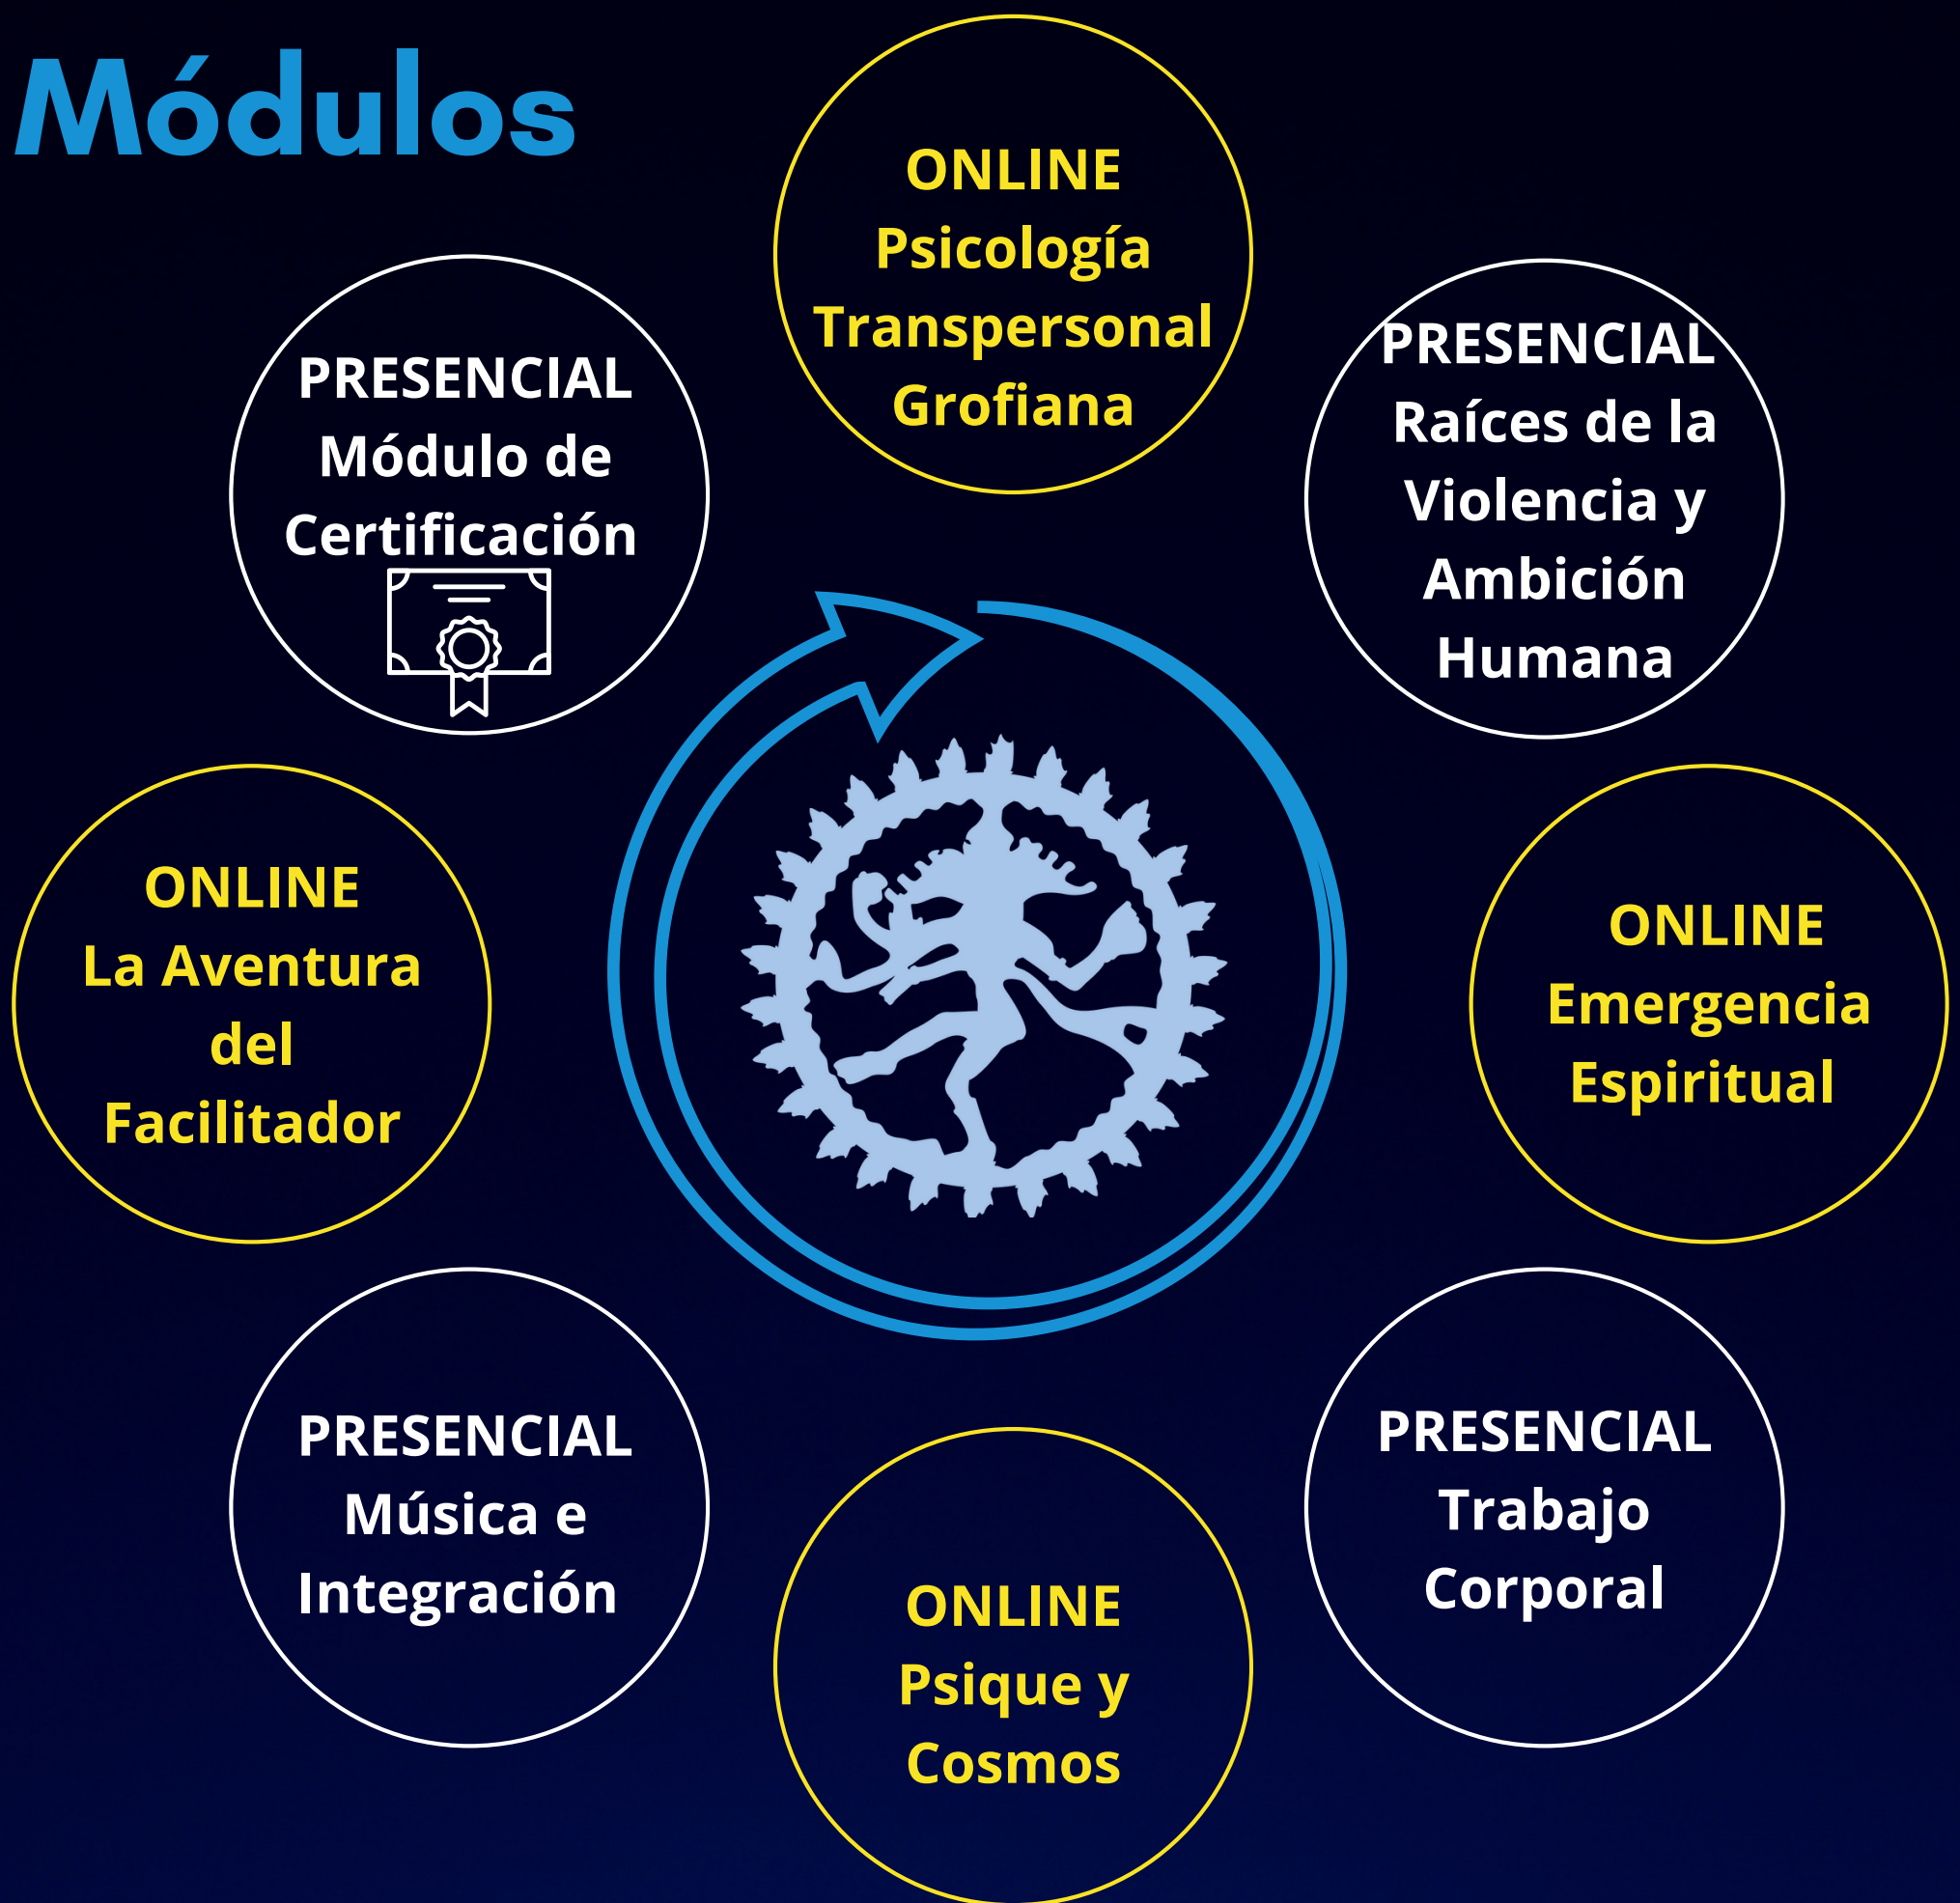 Módulos
ONLINE
Psicología
Transpersonal
Grofiana
PRESENCIAL
Raíces de la
Violencia y
Ambición
Humana
ONLINE
Emergencia
Espiritual
PRESENCIAL
Trabajo
Corporal
ONLINE
Psique y
Cosmos
PRESENCIAL
Música e
Integración
ONLINE
La Aventura
del
Facilitador
PRESENCIAL
Módulo de
Certificación